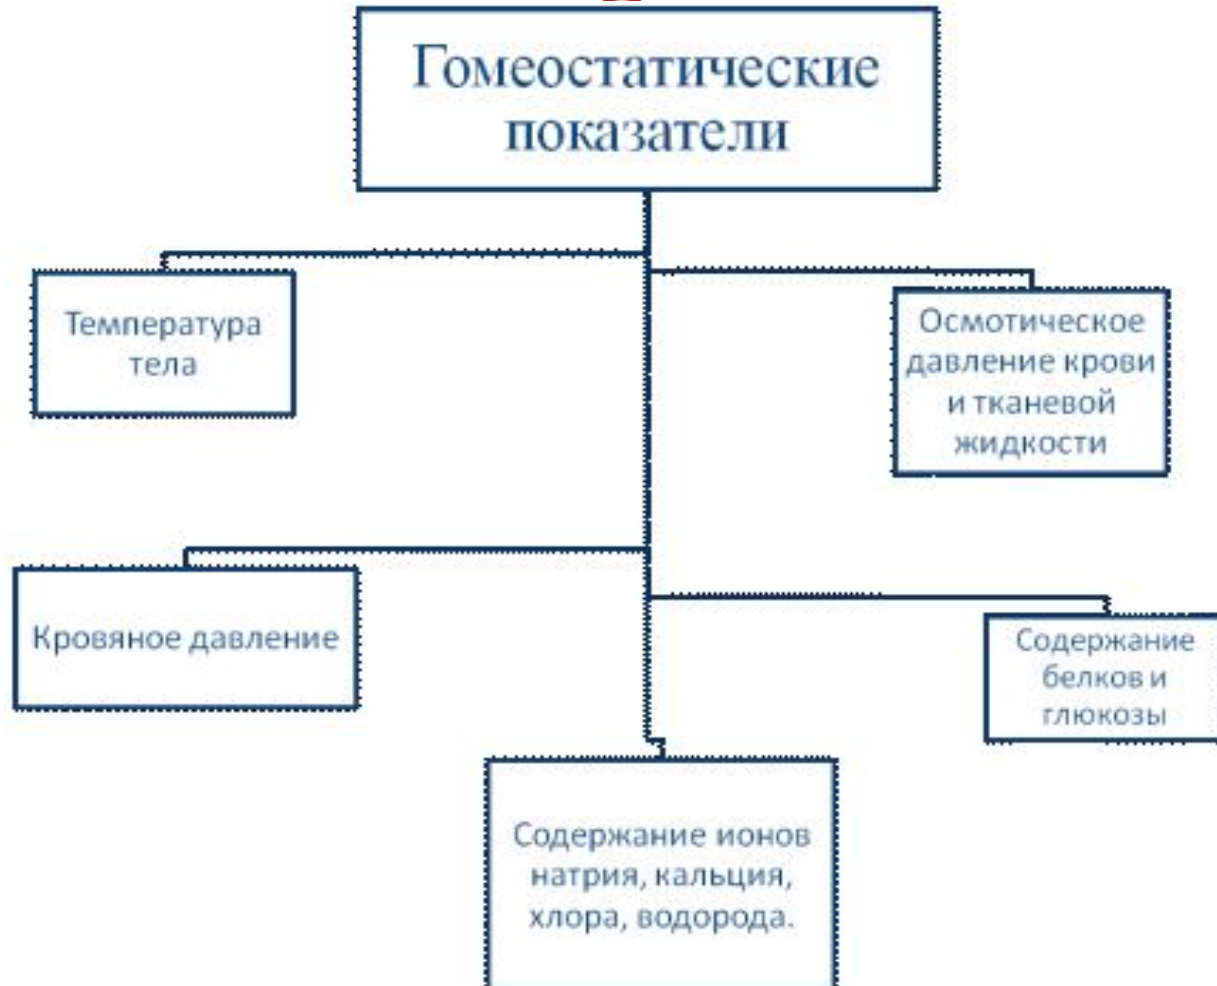 Гомеостатические
показатели
Температура
тела
Осмотическое
давление крови
и тканевой
жидкости
Кровяное давление
Содержание
белков и
глюкозы
Содержание ионов
натрия, кальция,
хлора, водорода.